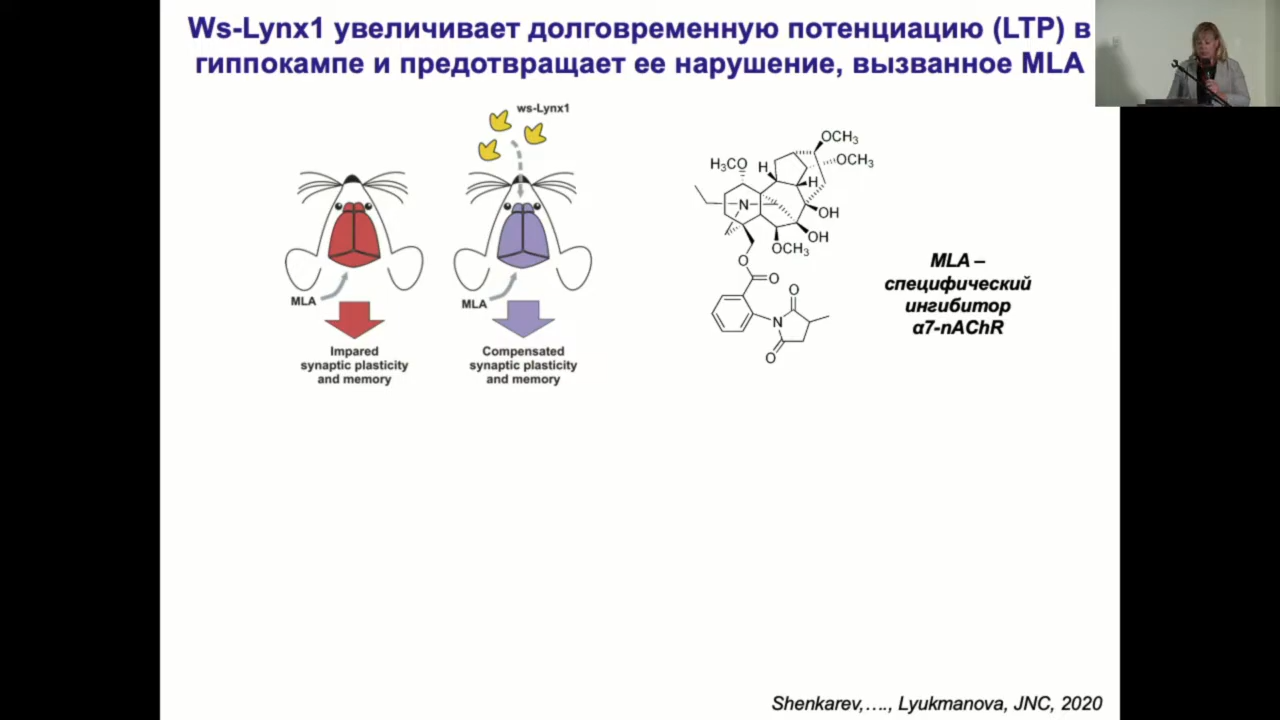 Ws-Lynx1 увеличивает долговременную потенциацию (LTP) в
гиппокампе и предотвращает ее нарушение, вызванное MLA
ws-Lynx1
MLA
MLA
Impaired
synaptic plasticity
and memory
Compensated
synaptic plasticity
and memory
OCH3
OCH3
H3CO
H
H
N
OH
OH
OCH3
O
O
O
N
O
MLA –
специфический
ингибитор
α7-nAChR
Shenkarev,…., Lyukmanova, JNC, 2020